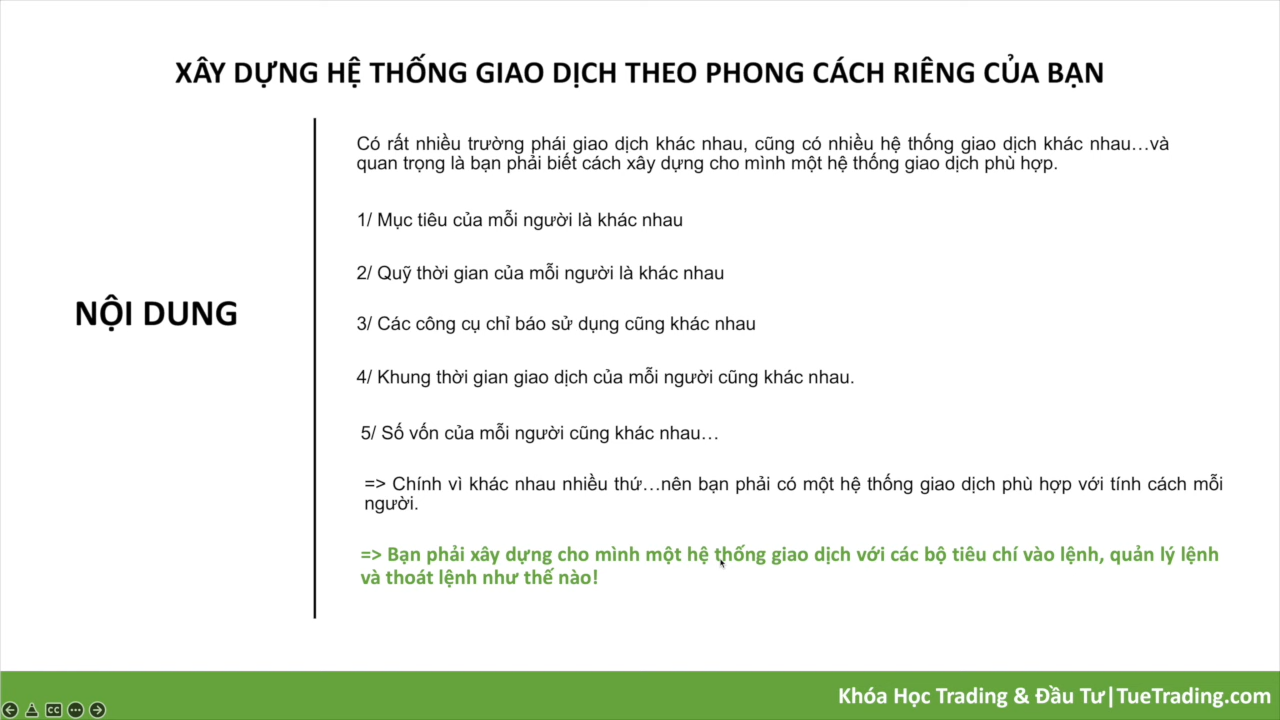 XÂY DỰNG HỆ THỐNG GIAO DỊCH THEO PHONG CÁCH RIÊNG CỦA BẠN
NỘI DUNG
Có rất nhiều trường phái giao dịch khác nhau, cũng có nhiều hệ thống giao dịch khác nhau…và
quan trọng là bạn phải biết cách xây dựng cho mình một hệ thống giao dịch phù hợp.
1/ Mục tiêu của mỗi người là khác nhau
2/ Quỹ thời gian của mỗi người là khác nhau
3/ Các công cụ chỉ báo sử dụng cũng khác nhau
4/ Khung thời gian giao dịch của mỗi người cũng khác nhau.
5/ Số vốn của mỗi người cũng khác nhau…
=> Chính vì khác nhau nhiều thứ…nên bạn phải có một hệ thống giao dịch phù hợp với tính cách mỗi
người.
=> Bạn phải xây dựng cho mình một hệ thống giao dịch với các bộ tiêu chí vào lệnh, quản lý lệnh
và thoát lệnh như thế nào!
Khóa Học Trading & Đầu Tư|TueTrading.com
CC